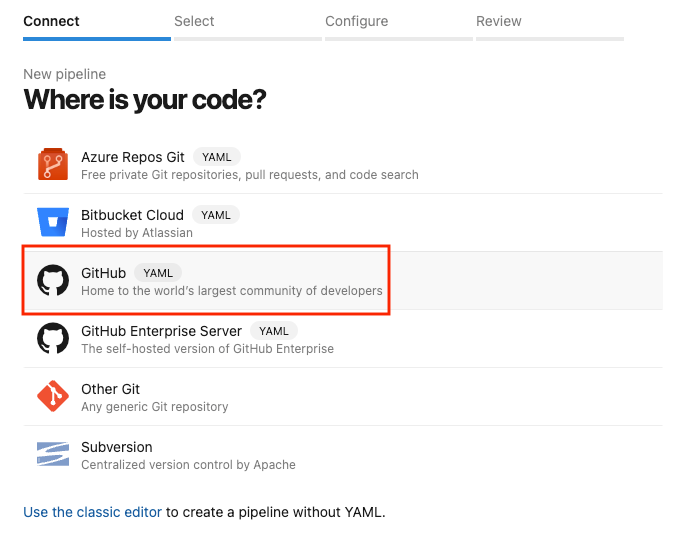 Connect Select Configure Review
New pipeline
Where is your code?
Azure Repos Git YAML
Free private Git repositories, pull requests, and code search
Bitbucket Cloud YAML
Hosted by Atlassian
GitHub YAML
Home to the world's largest community of developers
GitHub Enterprise Server YAML
The self-hosted version of GitHub Enterprise
Other Git
Any generic Git repository
Subversion
Centralized version control by Apache
Use the classic editor to create a pipeline without YAML.